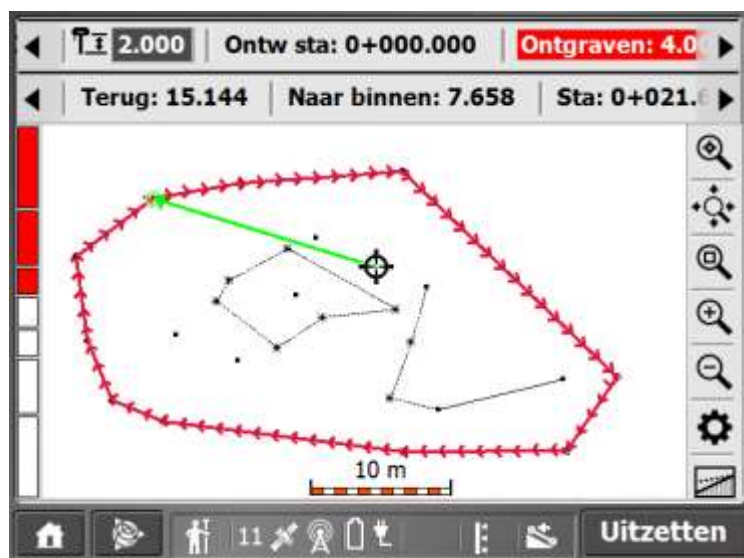 2.000 Ontw sta: 0+000.000 Ontgraven: 4.0
Terug: 15.144 Naar binnen: 7.658 Sta: 0+021.6
10 m
11 Uitzetten